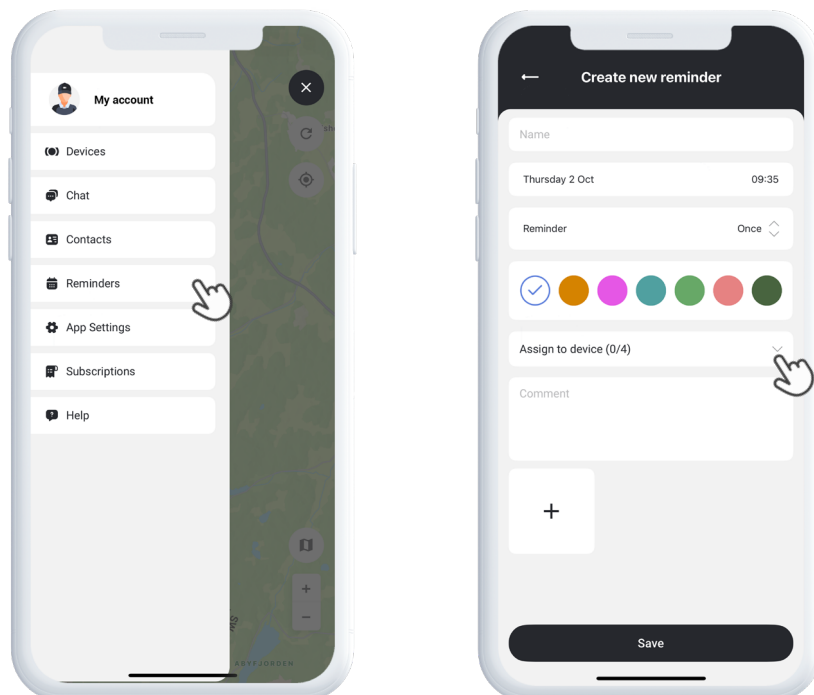 My account
Devices
Chat
Contacts
Reminders
App Settings
Subscriptions
Help
Create new reminder
Name
Thursday 2 Oct 09:35
Reminder Once
Assign to device (0/4)
Comment
Save